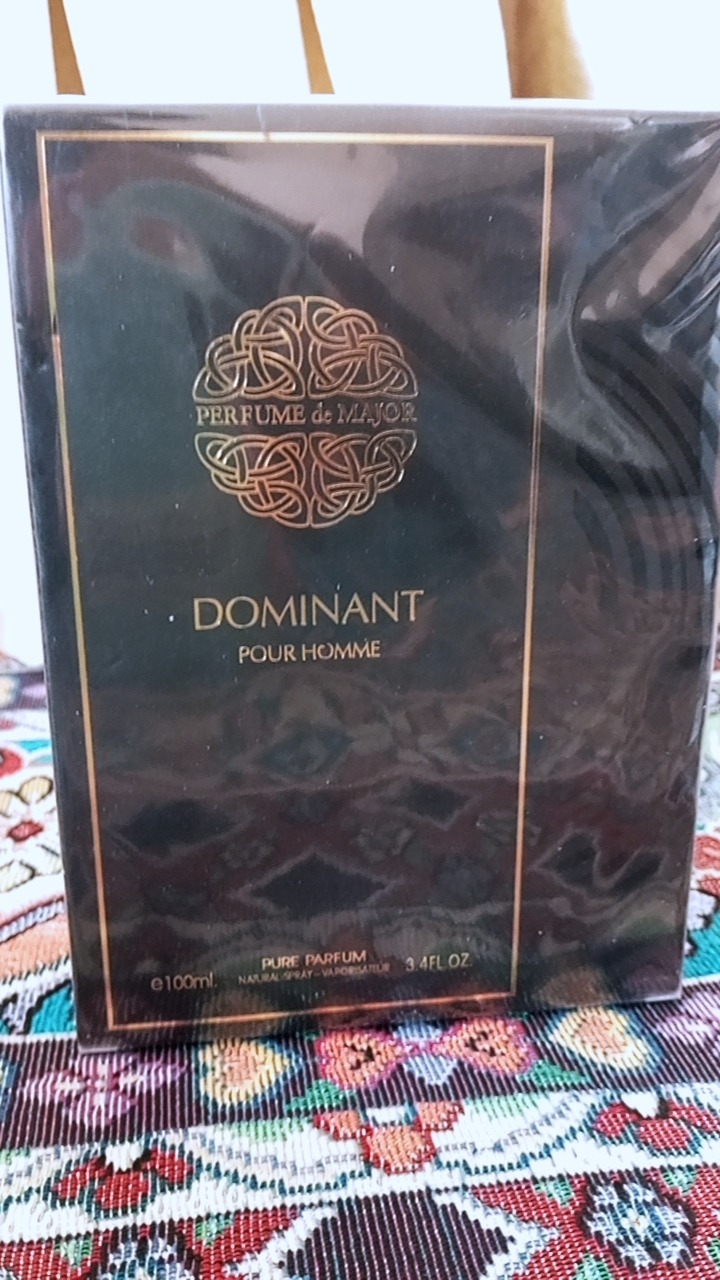 PERFUME de MAJOR
DOMINANT
POUR HOMME
PURE PARFUM
NATURAL SPRAY - VAPORISATEUR
e100ml.
3.4FL.OZ.